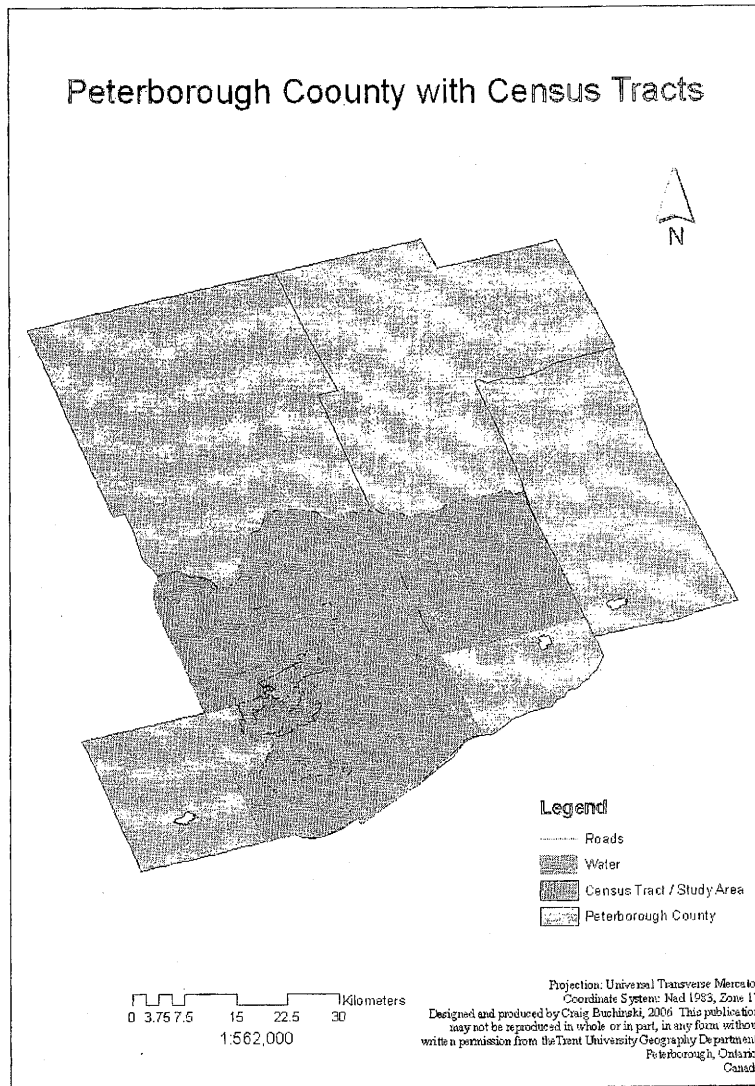 Peterborough Coounty with Census Tracts
N
Legend
Roads
Water
Census Tract / Study Area
Peterborough County
Kilometers
0 3.75 7.5 15 22.5 30
1:562,000
Projection: Universal Transverse Mercato
Coordinate System: Nad 1983, Zone 1
Designed and produced by Craig Buchinski, 2006 This publicatio
may not be reproduced in whole or in part, in any form withou
written permission from the Trent University Geography Departmen
Peterborough, Ontari
Canad